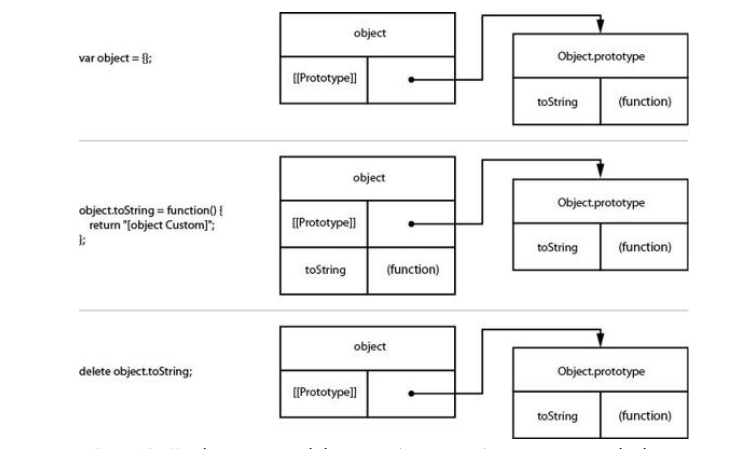 var object = {};
object
[[Prototype]]
Object.prototype
toString (function)
object.toString = function() {
return "[object Custom]";
};
object
[[Prototype]]
toString (function)
Object.prototype
toString (function)
delete object.toString;
object
[[Prototype]]
Object.prototype
toString (function)